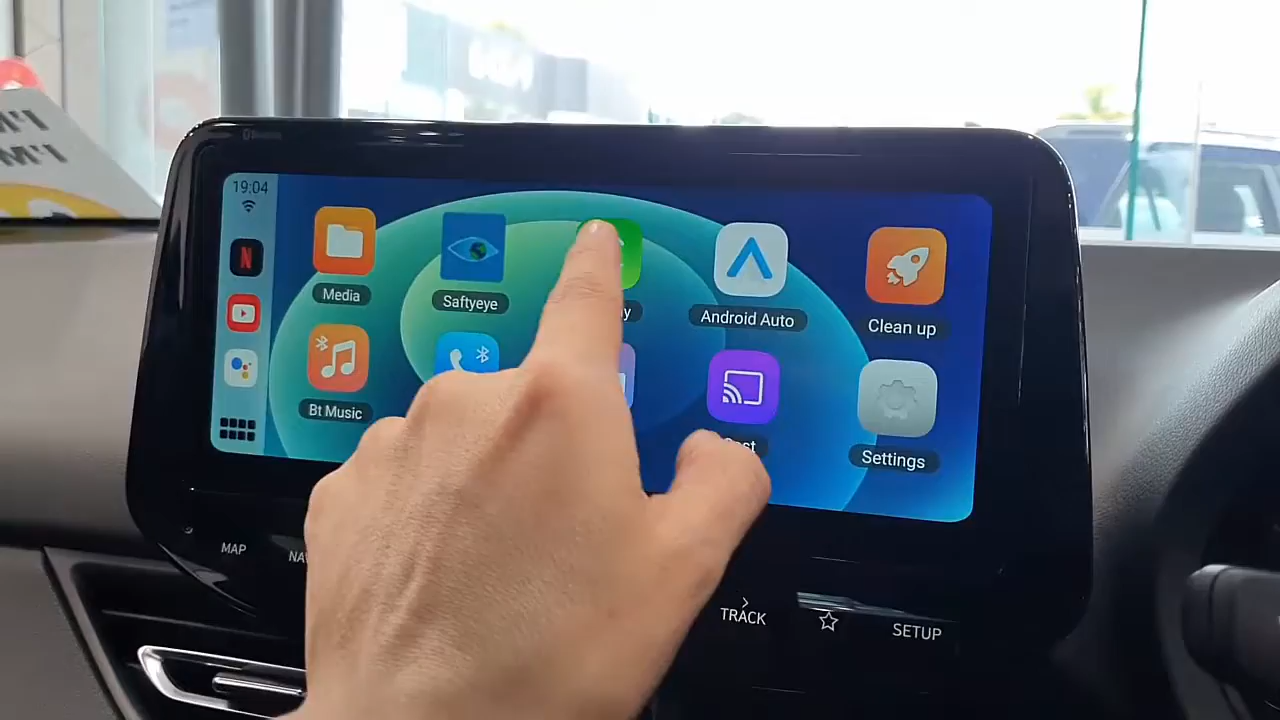 19:04
Media
Saftyeye
y
Android Auto
Clean up
N
Bt Music
Settings
MAP
TRACK
SETUP